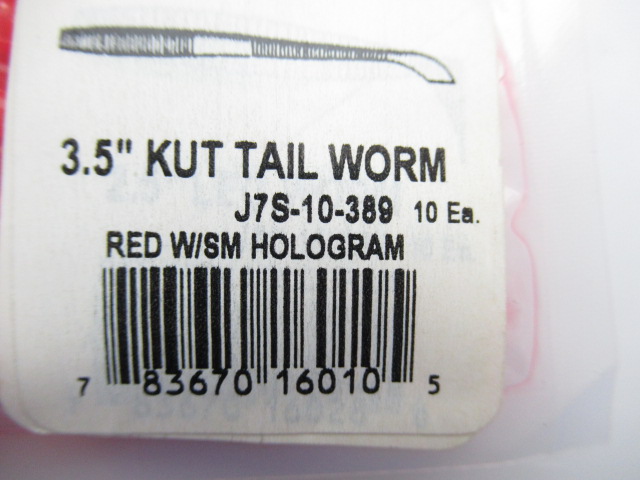 3.5" KUT TAIL WORM
J7S-10-389 10 Ea.
RED W/SM HOLOGRAM
7 83670 16010 5